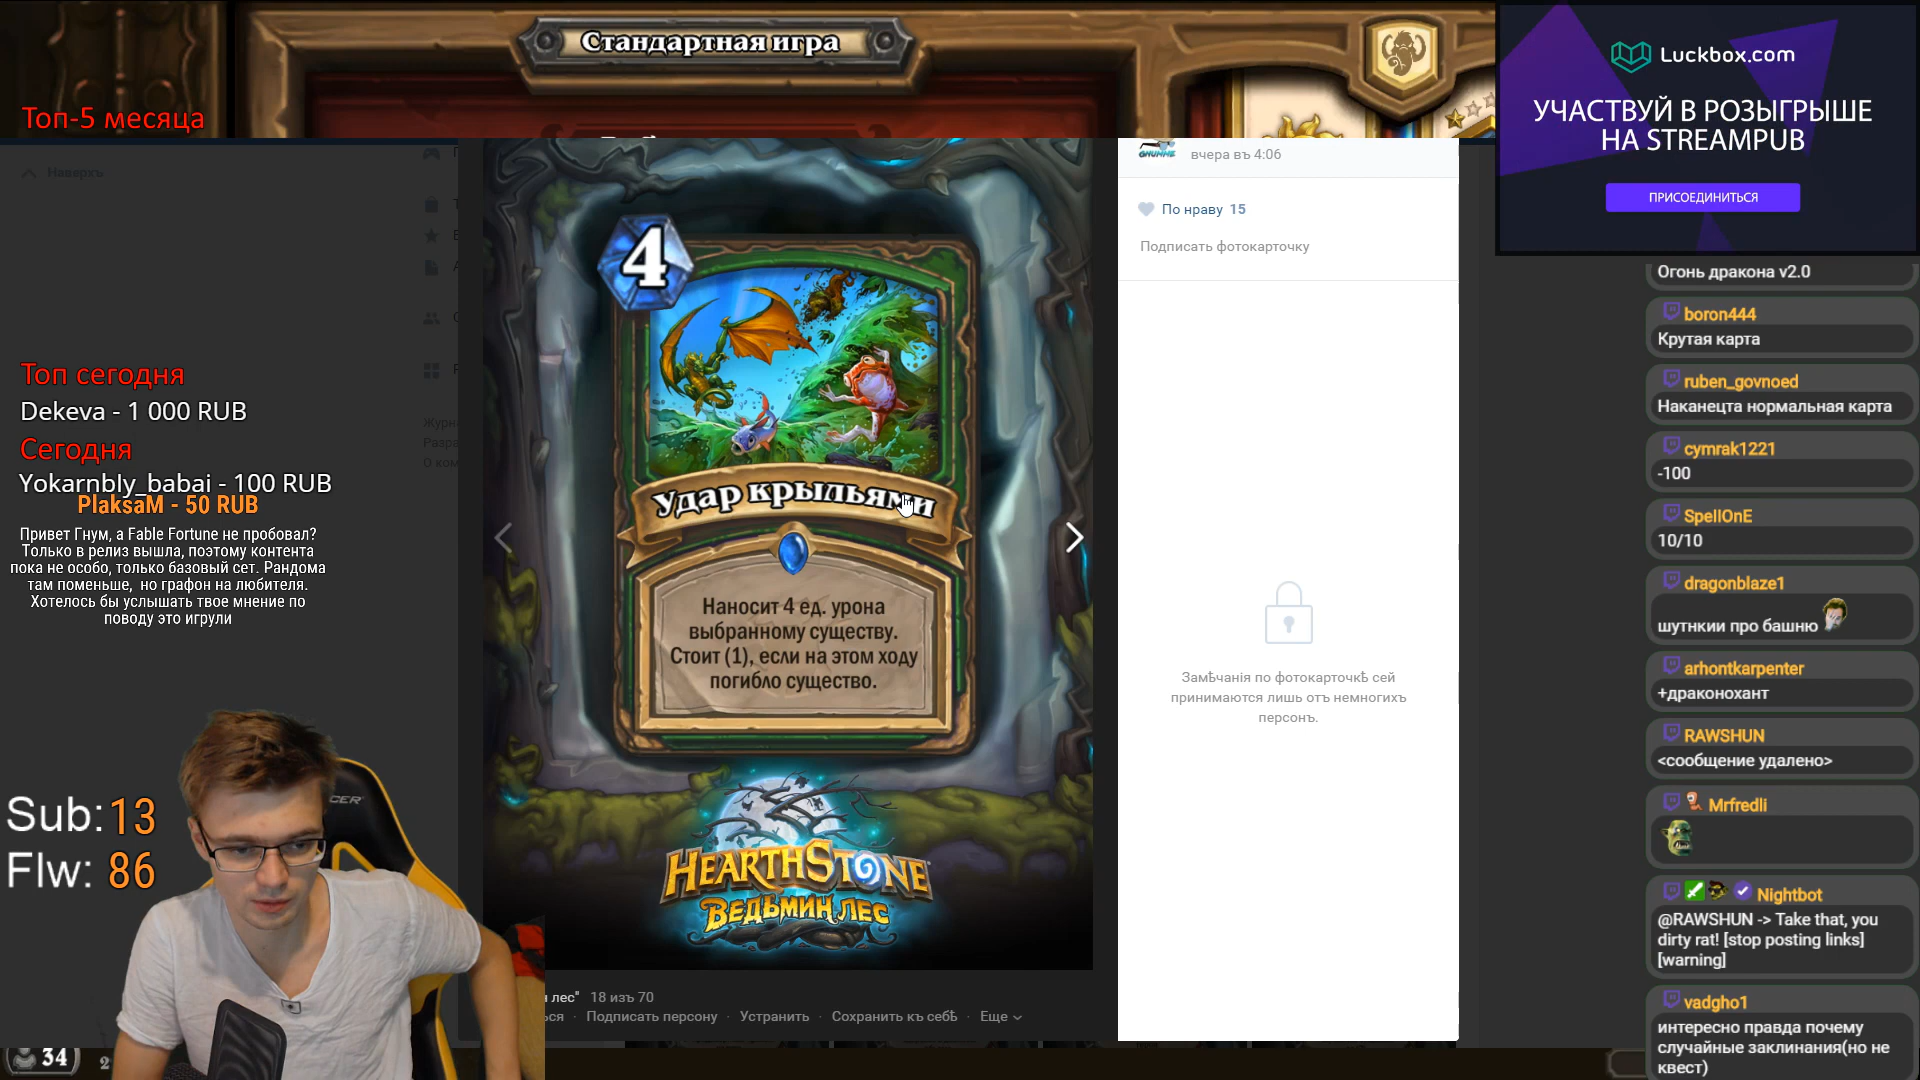 Стандартная игра
Топ-5 месяца
Наверхъ
Топ сегодня
Dekeva - 1 000 RUB
Сегодня
Yokarnbly_babai - 100 RUB
PlaksaM - 50 RUB
Привет Гнум, а Fable Fortune не пробовал?
Только в релиз вышла, поэтому контента
пока не особо, только базовый сет. Рандома
там поменьше, но графон на любителя.
Хотелось бы услышать твое мнение по
поводу это игрули
Sub: 13
Flw: 86
34
4
Удар крыльями
Наносит 4 ед. урона
выбранному существу.
Стоит (1), если на этом ходу
погибло существо.
HEARTHSTONE
ВЕДЬМИН ЛЕС
лес" 18 изъ 70
Подписать персону · Устранить · Сохранить къ себѣ · Еще
вчера въ 4:06
По нраву 15
Подписать фотокарточку
Замѣчанія по фотокарточкѣ сей
принимаются лишь отъ немногихъ
персонъ.
Luckbox.com
УЧАСТВУЙ В РОЗЫГРЫШЕ
НА STREAMPUB
ПРИСОЕДИНИТЬСЯ
Огонь дракона v2.0
boron444
Крутая карта
ruben_govnoed
Наканецта нормальная карта
cymrak1221
-100
SpellOnE
10/10
dragonblaze1
шутнкии про башню
arhontkarpenter
+драконохант
RAWSHUN
<сообщение удалено>
Mrfredli
Nightbot
@RAWSHUN -> Take that, you
dirty rat! [stop posting links]
[warning]
vadgho1
интересно правда почему
случайные заклинания(но не
квест)